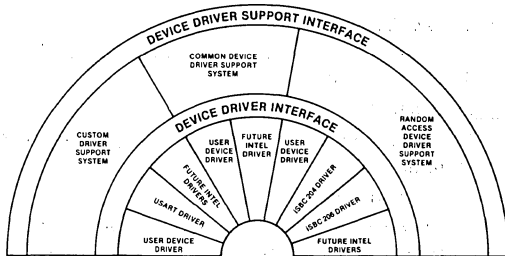 DEVICE DRIVER SUPPORT INTERFACE
COMMON DEVICE
DRIVER SUPPORT
SYSTEM
CUSTOM
DRIVER
SUPPORT
SYSTEM
RANDOM
ACCESS
DEVICE
DRIVER
SUPPORT
SYSTEM
DEVICE DRIVER INTERFACE
USER DEVICE
DRIVER
USART DRIVER
FUTURE INTEL
DRIVERS
USER
DEVICE
DRIVER
FUTURE
INTEL
DRIVER
USER
DEVICE
DRIVER
ISBC 204 DRIVER
ISBC 206 DRIVER
FUTURE INTEL
DRIVERS